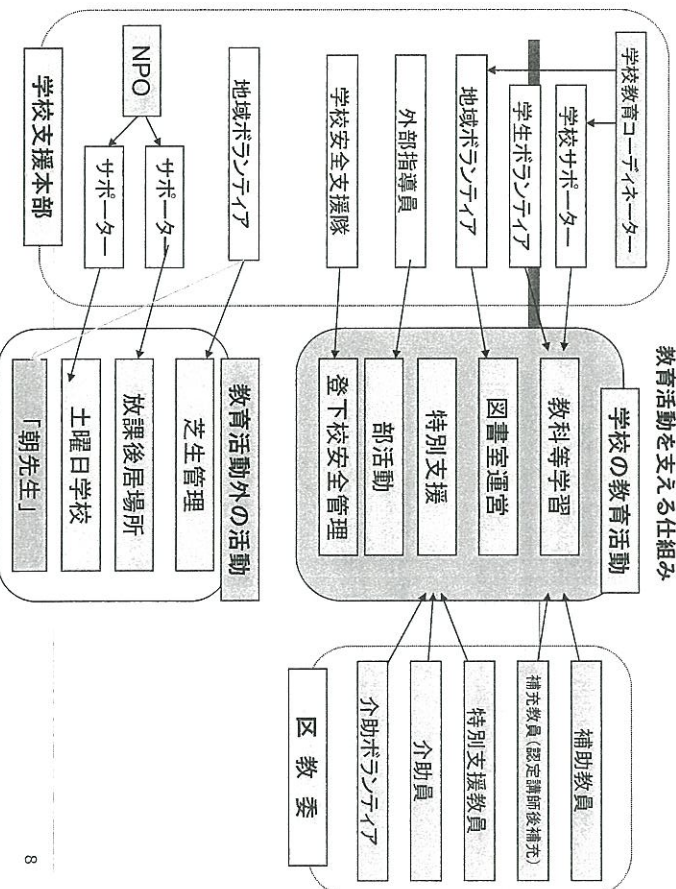 教育活動を支える仕組み
学校教育コーディネーター
学校サポーター
学生ボランティア
地域ボランティア
外部指導員
学校安全支援隊
地域ボランティア
NPO
サポーター
サポーター
学校支援本部
学校の教育活動
教科等学習
図書室運営
特別支援
部活動
登下校安全管理
教育活動外の活動
芝生管理
放課後居場所
土曜日学校
「朝先生」
補助教員
補充教員(認定講師後補充)
特別支援教員
介助員
介助ボランティア
区教委
8